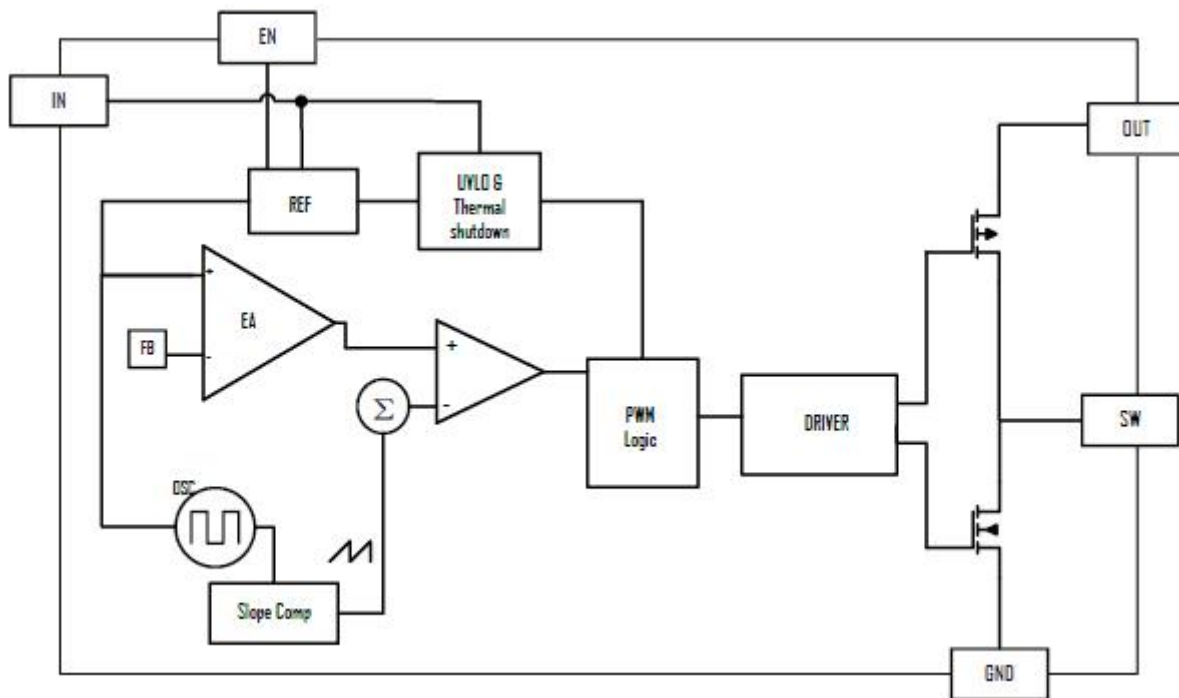 EN
IN
OUT
REF
UVLO &
Thermal
shutdown
+
EA
FB
-
+
Σ
-
PWM
Logic
DRIVER
SW
OSC
Slope Comp
GND